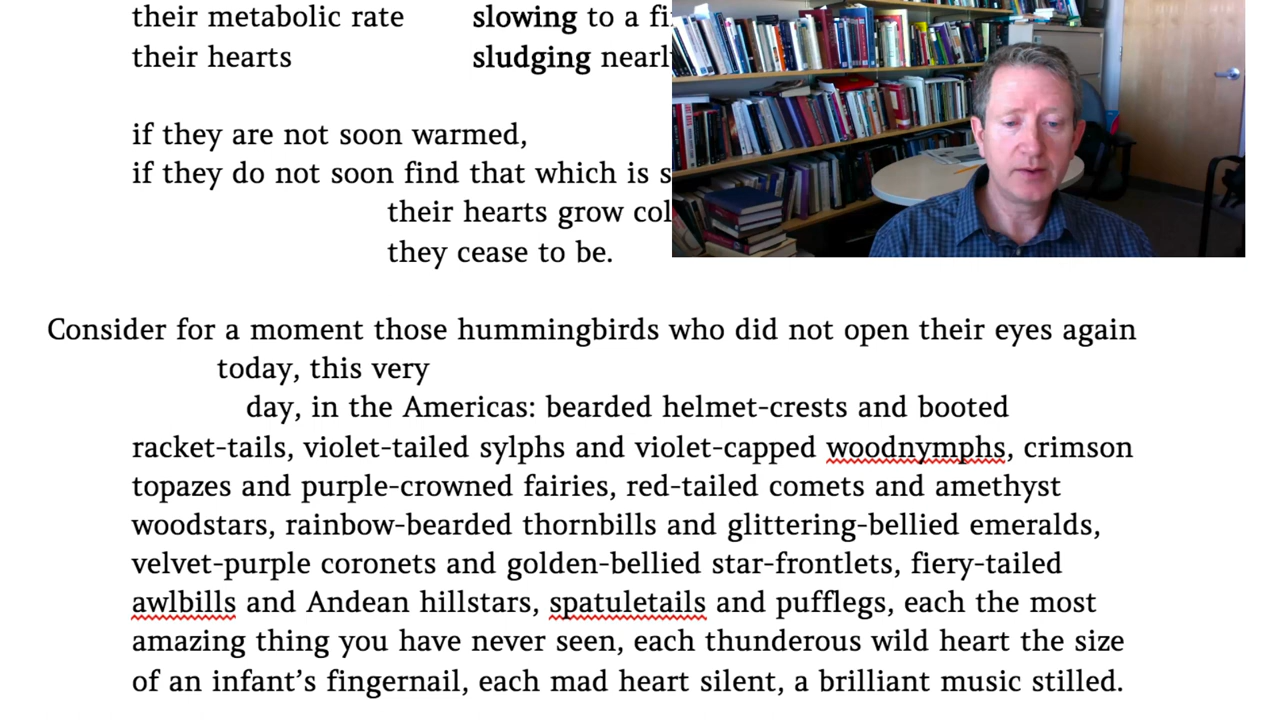 their metabolic rate slowing to a
their hearts sludging
if they are not soon warmed,
if they do not soon find that which is
their hearts grow
they cease to be.
Consider for a moment those hummingbirds who did not open their eyes again
today, this very
day, in the Americas: bearded helmet-crests and booted
racket-tails, violet-tailed sylphs and violet-capped woodnymphs, crimson
topazes and purple-crowned fairies, red-tailed comets and amethyst
woodstars, rainbow-bearded thornbills and glittering-bellied emeralds,
velvet-purple coronets and golden-bellied star-frontlets, fiery-tailed
awlbills and Andean hillstars, spatuletails and pufflegs, each the most
amazing thing you have never seen, each thunderous wild heart the size
of an infant’s fingernail, each mad heart silent, a brilliant music stilled.